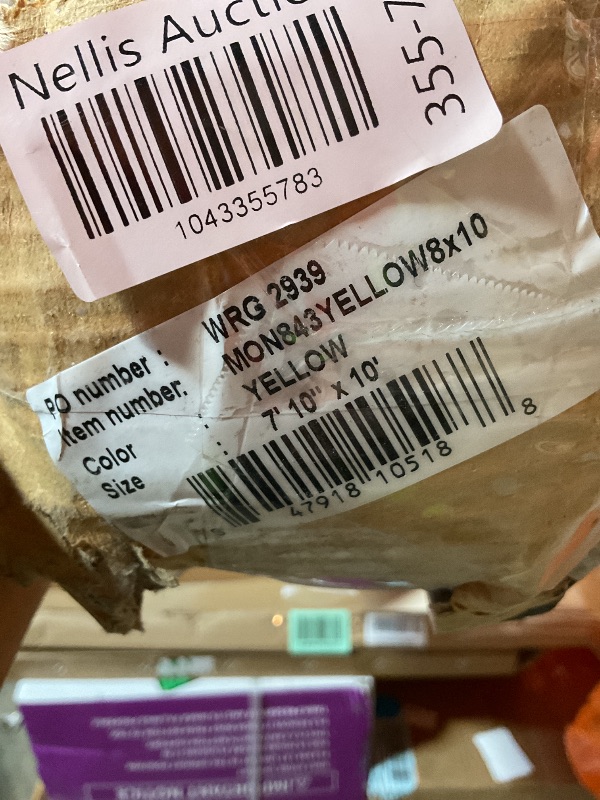 Nellis Auctio
355-7
1043355783
PO number : WRG 2939
Item number: MON843YELLOW8x10
Color : YELLOW
Size : 7' 10" x 10'
47918 10518 8